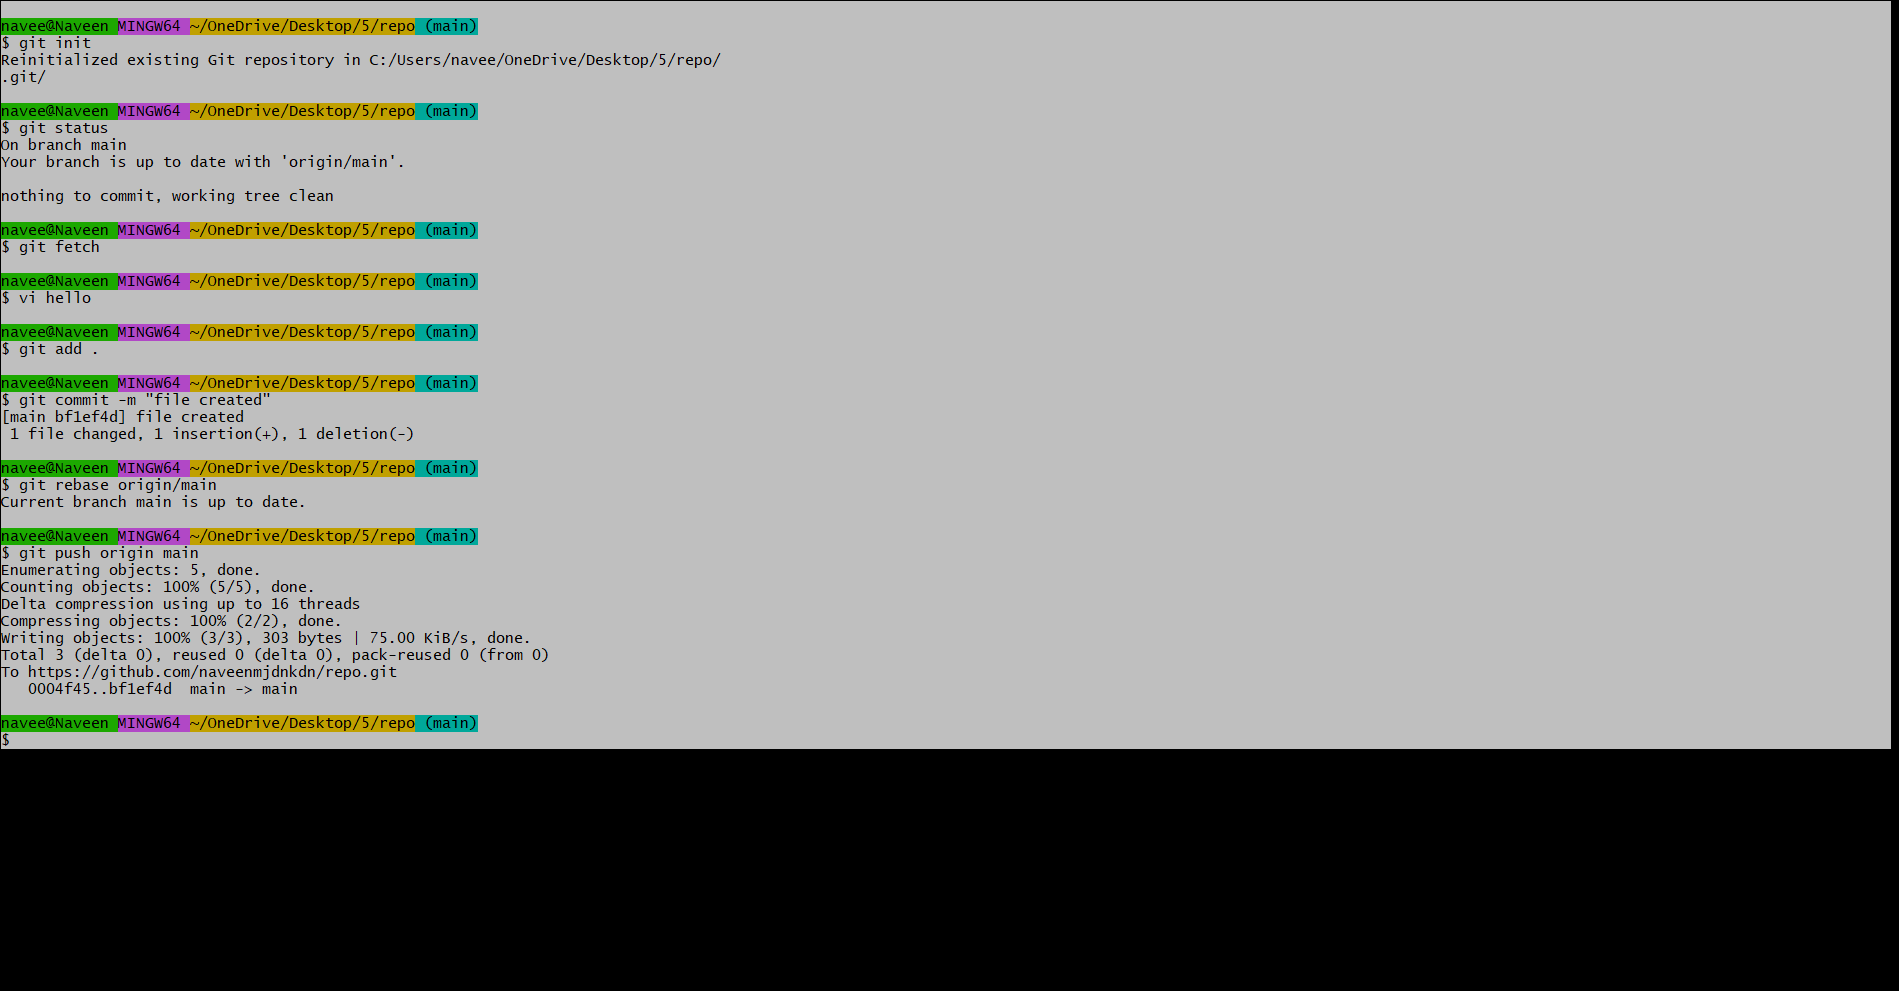 navee@Naveen MINGW64 ~/OneDrive/Desktop/5/repo (main)
$ git init
Reinitialized existing Git repository in C:/Users/navee/OneDrive/Desktop/5/repo/
.git/
navee@Naveen MINGW64 ~/OneDrive/Desktop/5/repo (main)
$ git status
On branch main
Your branch is up to date with 'origin/main'.
nothing to commit, working tree clean
navee@Naveen MINGW64 ~/OneDrive/Desktop/5/repo (main)
$ git fetch
navee@Naveen MINGW64 ~/OneDrive/Desktop/5/repo (main)
$ vi hello
navee@Naveen MINGW64 ~/OneDrive/Desktop/5/repo (main)
$ git add .
navee@Naveen MINGW64 ~/OneDrive/Desktop/5/repo (main)
$ git commit -m "file created"
[main bf1ef4d] file created
 1 file changed, 1 insertion(+), 1 deletion(-)
navee@Naveen MINGW64 ~/OneDrive/Desktop/5/repo (main)
$ git rebase origin/main
Current branch main is up to date.
navee@Naveen MINGW64 ~/OneDrive/Desktop/5/repo (main)
$ git push origin main
Enumerating objects: 5, done.
Counting objects: 100% (5/5), done.
Delta compression using up to 16 threads
Compressing objects: 100% (2/2), done.
Writing objects: 100% (3/3), 303 bytes | 75.00 KiB/s, done.
Total 3 (delta 0), reused 0 (delta 0), pack-reused 0 (from 0)
To https://github.com/naveenmjdnkdn/repo.git
   0004f45..bf1ef4d  main -> main
navee@Naveen MINGW64 ~/OneDrive/Desktop/5/repo (main)
$